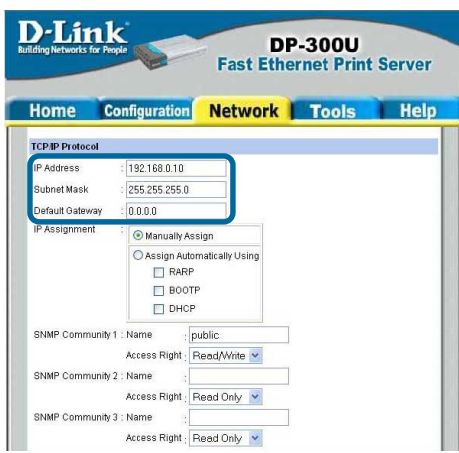 D-Link
Building Networks for People
DP-300U
Fast Ethernet Print Server
Home Configuration Network Tools Help
TCP/IP Protocol
IP Address : 192.168.0.10
Subnet Mask : 255.255.255.0
Default Gateway : 0.0.0.0
IP Assignment : Manually Assign
Assign Automatically Using
RARP
BOOTP
DHCP
SNMP Community 1 : Name : public
Access Right : Read/Write
SNMP Community 2 : Name :
Access Right : Read Only
SNMP Community 3 : Name :
Access Right : Read Only